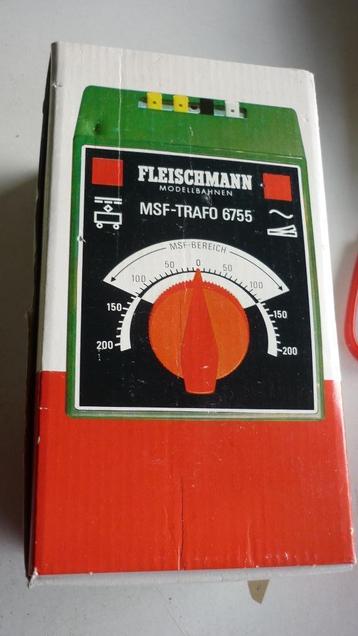 FLEISCHMANN
MODELLBAHNEN
MSF-TRAFO 6755
MSF-BEREICH
100 50 0 50 100
150 150
200 200